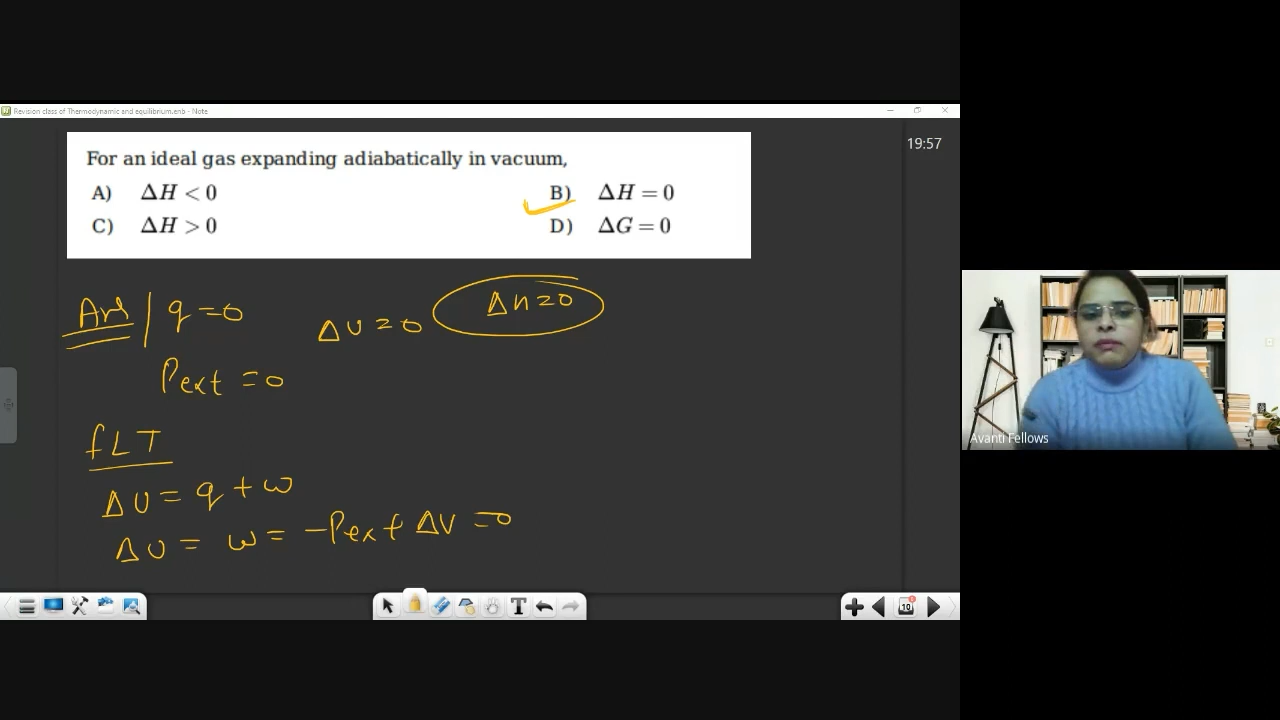 Revision class of Thermodynamic and equilibrium.enb - Note
19:57
For an ideal gas expanding adiabatically in vacuum,
A) ΔH < 0
B) ΔH = 0
C) ΔH > 0
D) ΔG = 0
Ans | q = 0
ΔU = 0
ΔH = 0
Pext = 0
fLT
ΔU = q + w
ΔU = w = -Pext ΔV = 0
Avanti Fellows
10